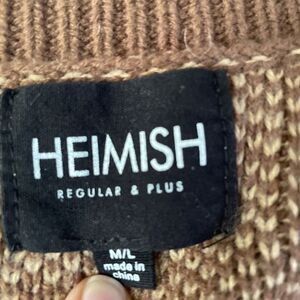 HEIMISH
REGULAR & PLUS
M/L
made in
china